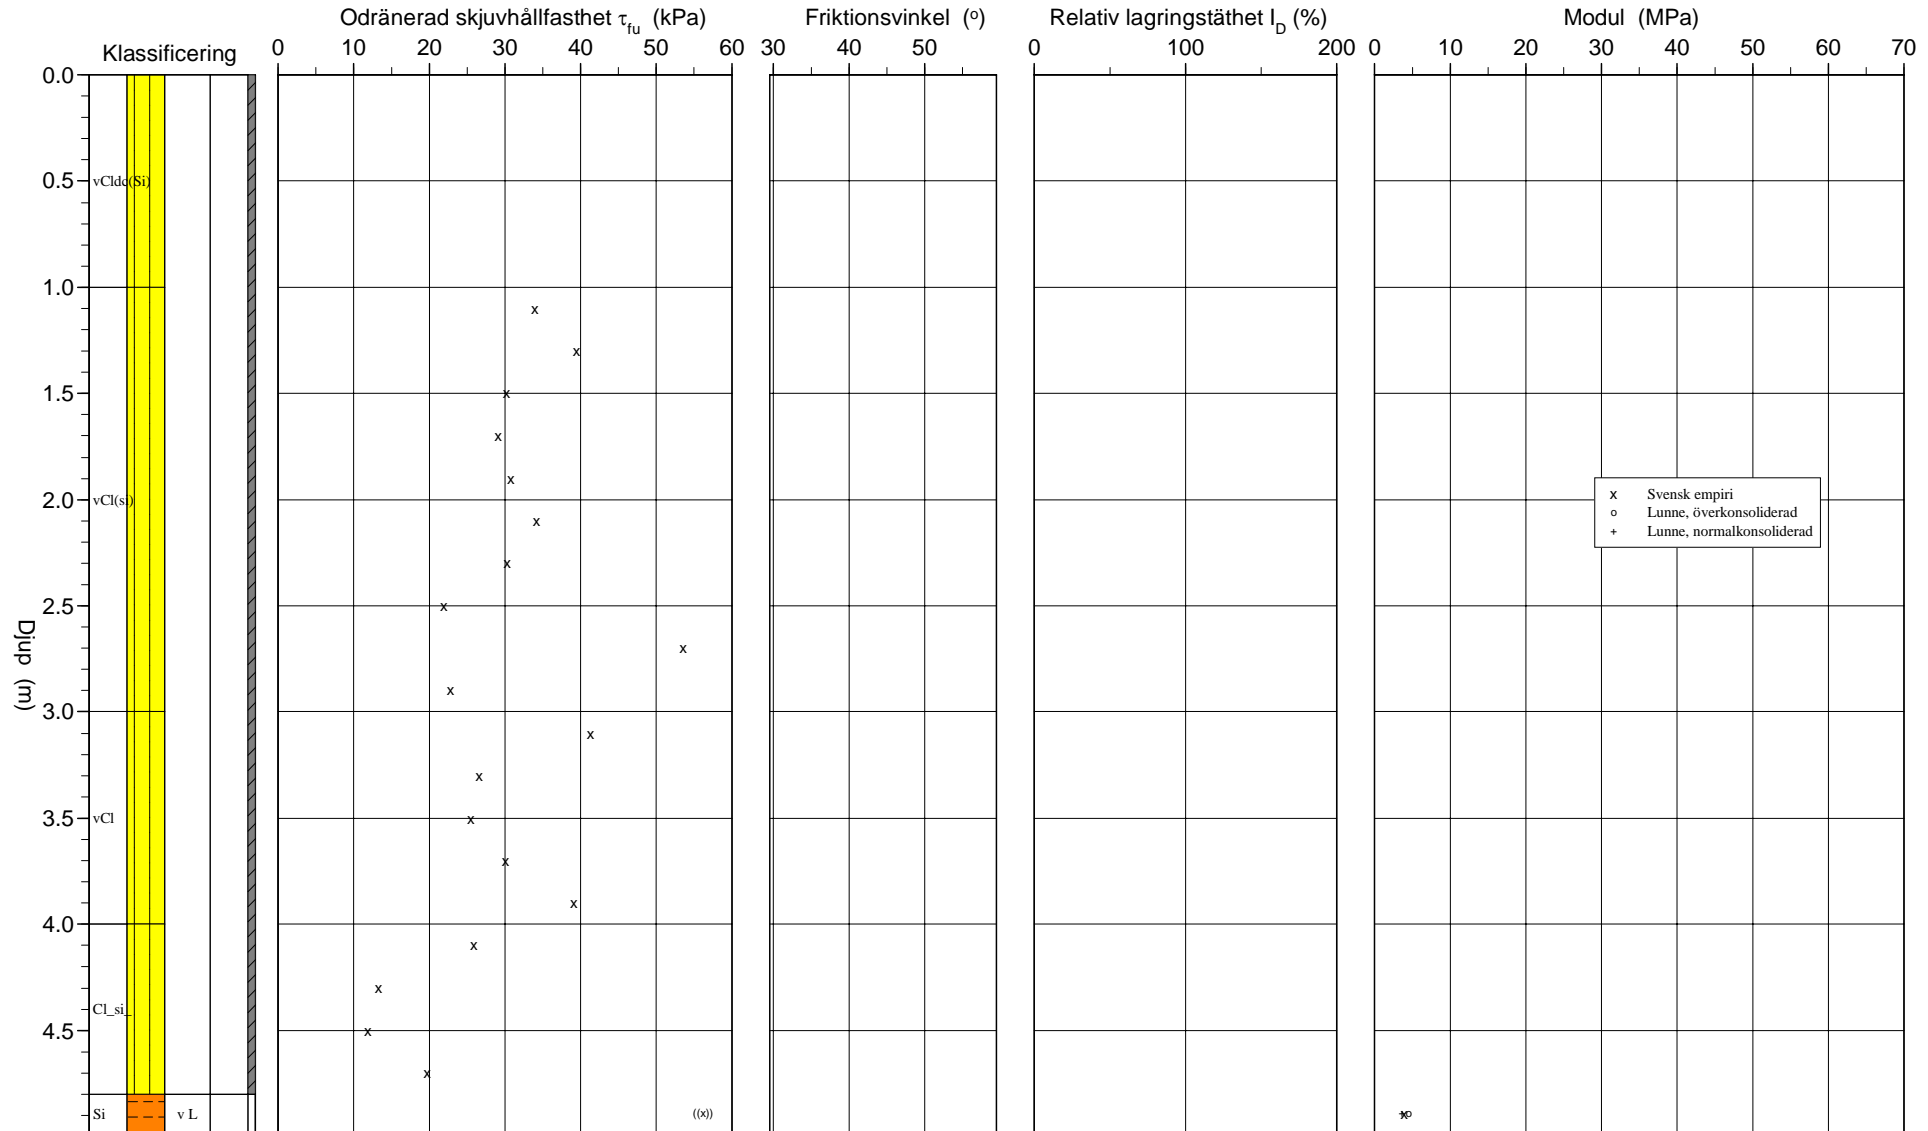 Odränerad skjuvhållfasthet τfu (kPa)
Friktionsvinkel (o)
Relativ lagringstäthet ID (%)
Modul (MPa)
Klassificering
0 10 20 30 40 50 60
30 40 50
0 100 200
0 10 20 30 40 50 60 70
0.0
0.5
1.0
1.5
2.0
2.5
3.0
3.5
4.0
4.5
Djup (m)
vCldc(Si)
vCl(si)
vCl
Cl_si_
Si
v L
((x))
x Svensk empiri
o Lunne, överkonsoliderad
+ Lunne, normalkonsoliderad